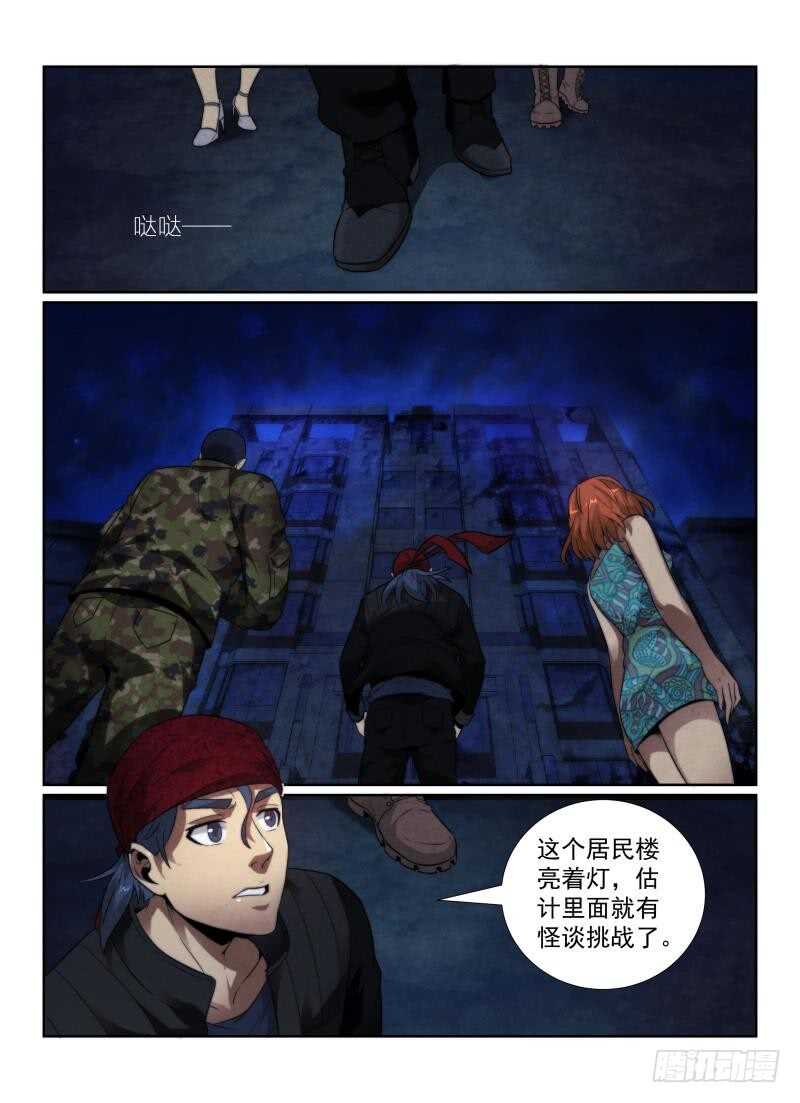 哒哒——
这个居民楼
亮着灯，估
计里面就有
怪谈挑战了。
腾讯动漫